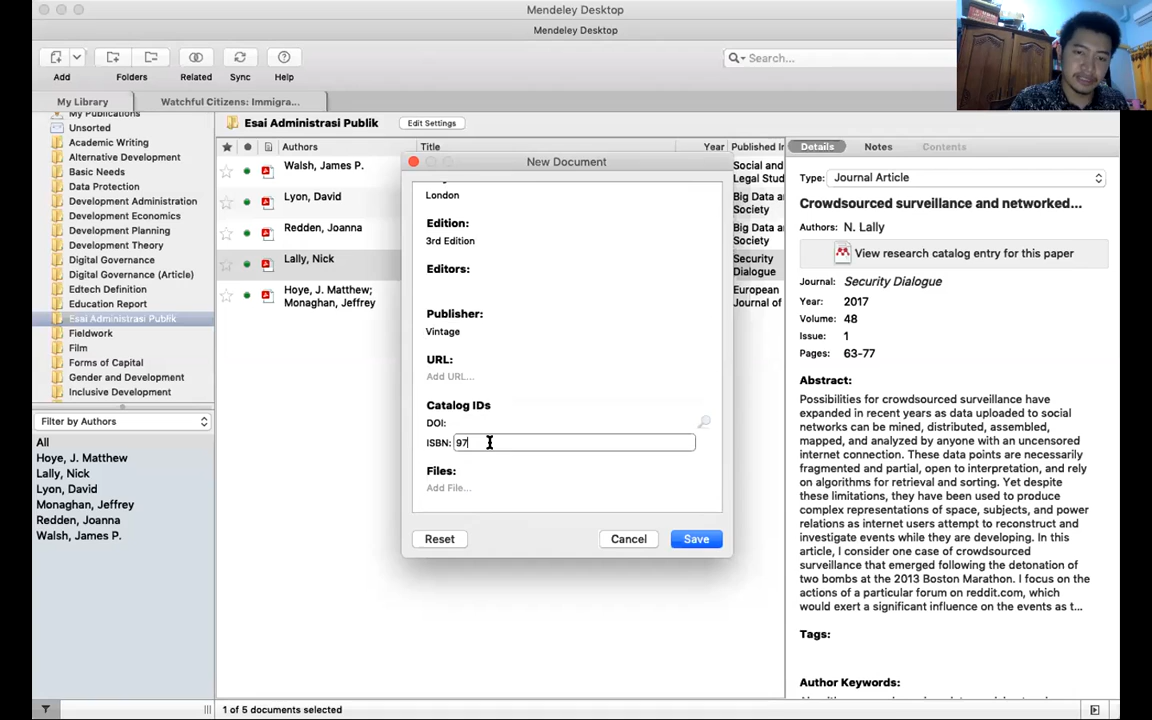 Mendeley Desktop
Mendeley Desktop
Add
Folders
Related
Sync
Help
Search...
My Library
Watchful Citizens: Immigra...
My Publications
Unsorted
Academic Writing
Alternative Development
Basic Needs
Data Protection
Development Administration
Development Economics
Development Planning
Development Theory
Digital Governance
Digital Governance (Article)
Edtech Definition
Education Report
Esai Administrasi Publik
Fieldwork
Film
Forms of Capital
Gender and Development
Inclusive Development
Filter by Authors
All
Hoye, J. Matthew
Lally, Nick
Lyon, David
Monaghan, Jeffrey
Redden, Joanna
Walsh, James P.
Esai Administrasi Publik
Edit Settings
Authors
Title
Year
Published In
Walsh, James P.
Social and
Legal Stud
Lyon, David
Big Data an
Society
Redden, Joanna
Big Data an
Society
Lally, Nick
Security
Dialogue
Hoye, J. Matthew;
Monaghan, Jeffrey
European
Journal of
New Document
London
Edition:
3rd Edition
Editors:
Publisher:
Vintage
URL:
Add URL...
Catalog IDs
DOI:
ISBN: 97
Files:
Add File...
Reset
Cancel
Save
Details
Notes
Contents
Type: Journal Article
Crowdsourced surveillance and networked...
Authors: N. Lally
View research catalog entry for this paper
Journal: Security Dialogue
Year: 2017
Volume: 48
Issue: 1
Pages: 63-77
Abstract:
Possibilities for crowdsourced surveillance have
expanded in recent years as data uploaded to social
networks can be mined, distributed, assembled,
mapped, and analyzed by anyone with an uncensored
internet connection. These data points are necessarily
fragmented and partial, open to interpretation, and rely
on algorithms for retrieval and sorting. Yet despite
these limitations, they have been used to produce
complex representations of space, subjects, and power
relations as internet users attempt to reconstruct and
investigate events while they are developing. In this
article, I consider one case of crowdsourced
surveillance that emerged following the detonation of
two bombs at the 2013 Boston Marathon. I focus on the
actions of a particular forum on reddit.com, which
would exert a significant influence on the events as t...
Tags:
Author Keywords:
1 of 5 documents selected